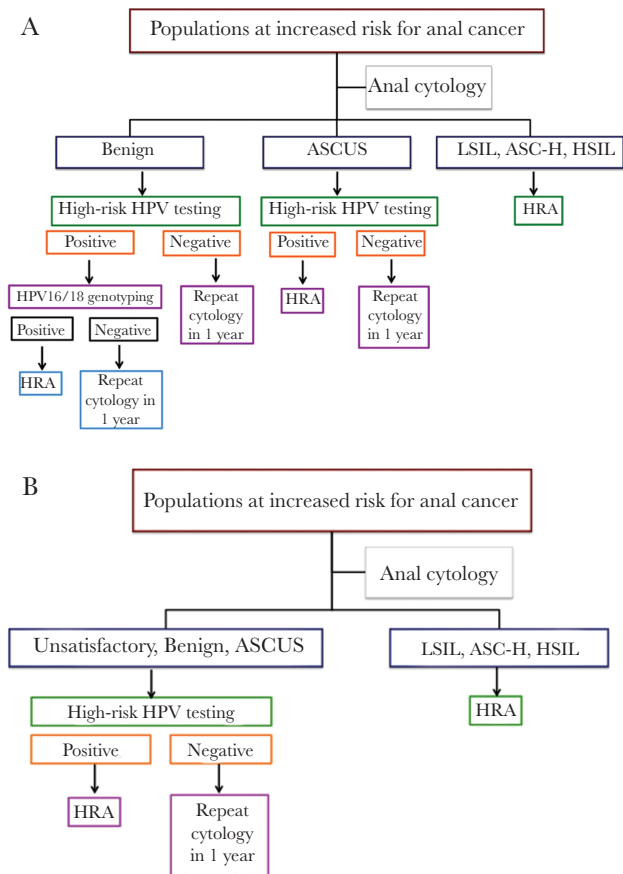 A
Populations at increased risk for anal cancer
Anal cytology
Benign
ASCUS
LSIL, ASC-H, HSIL
High-risk HPV testing
High-risk HPV testing
HRA
Positive
Negative
Positive
Negative
HPV16/18 genotyping
Repeat
cytology
in 1 year
HRA
Repeat
cytology
in 1 year
Positive
Negative
HRA
Repeat
cytology in
1 year
B
Populations at increased risk for anal cancer
Anal cytology
Unsatisfactory, Benign, ASCUS
LSIL, ASC-H, HSIL
High-risk HPV testing
HRA
Positive
Negative
HRA
Repeat
cytology
in 1 year